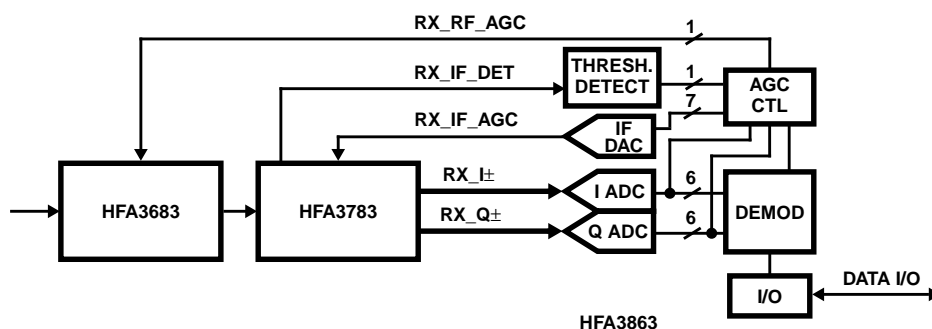 RX_RF_AGC
1
RX_IF_DET
THRESH.
DETECT
1
AGC
CTL
7
RX_IF_AGC
IF
DAC
HFA3683
HFA3783
RX_I±
I ADC
6
RX_Q±
Q ADC
6
DEMOD
I/O
DATA I/O
HFA3863